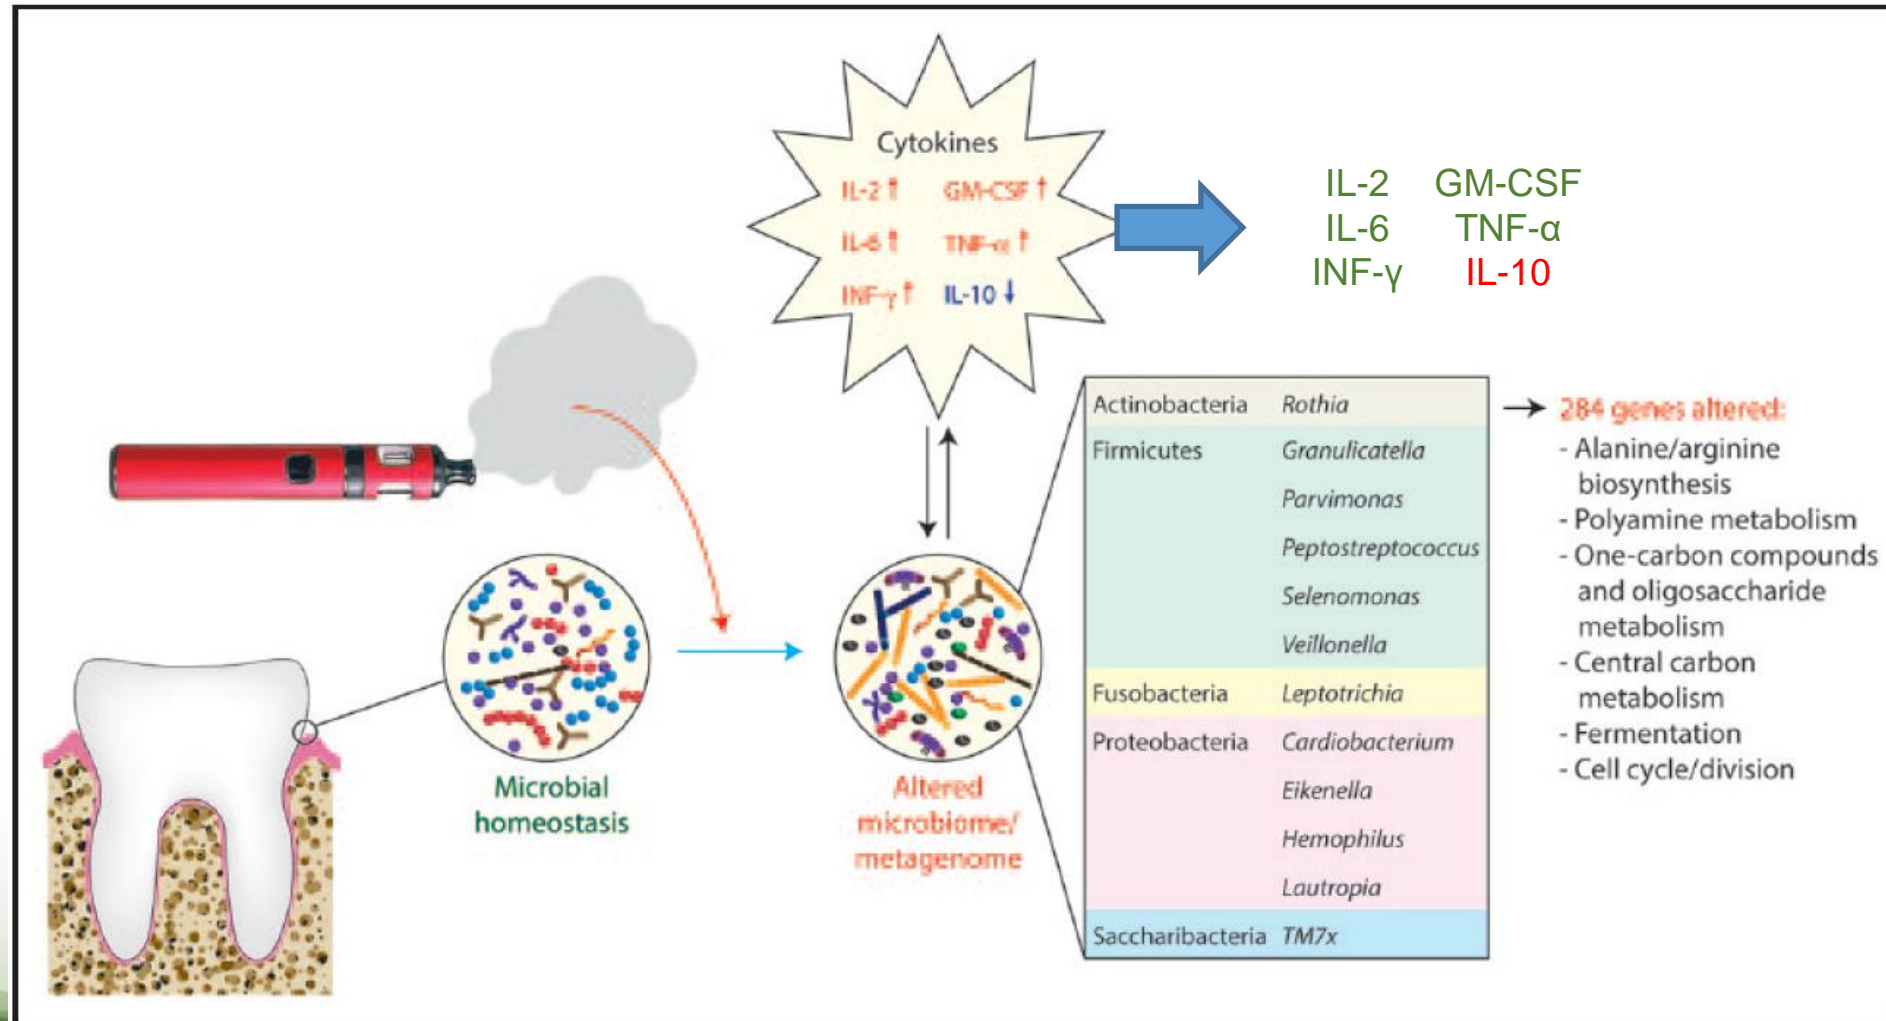 Cytokines
IL-2 ↑ GM-CSF ↑
IL-6 ↑ TNF-α ↑
INF-γ ↑ IL-10 ↓
IL-2 GM-CSF
IL-6 TNF-α
INF-γ IL-10
Microbial
homeostasis
Altered
microbiome/
metagenome
Actinobacteria Rothia
Firmicutes Granulicatella
Parvimonas
Peptostreptococcus
Selenomonas
Veillonella
Fusobacteria Leptotrichia
Proteobacteria Cardiobacterium
Eikenella
Hemophilus
Lautropia
Saccharibacteria TM7x
284 genes altered:
- Alanine/arginine
biosynthesis
- Polyamine metabolism
- One-carbon compounds
and oligosaccharide
metabolism
- Central carbon
metabolism
- Fermentation
- Cell cycle/division